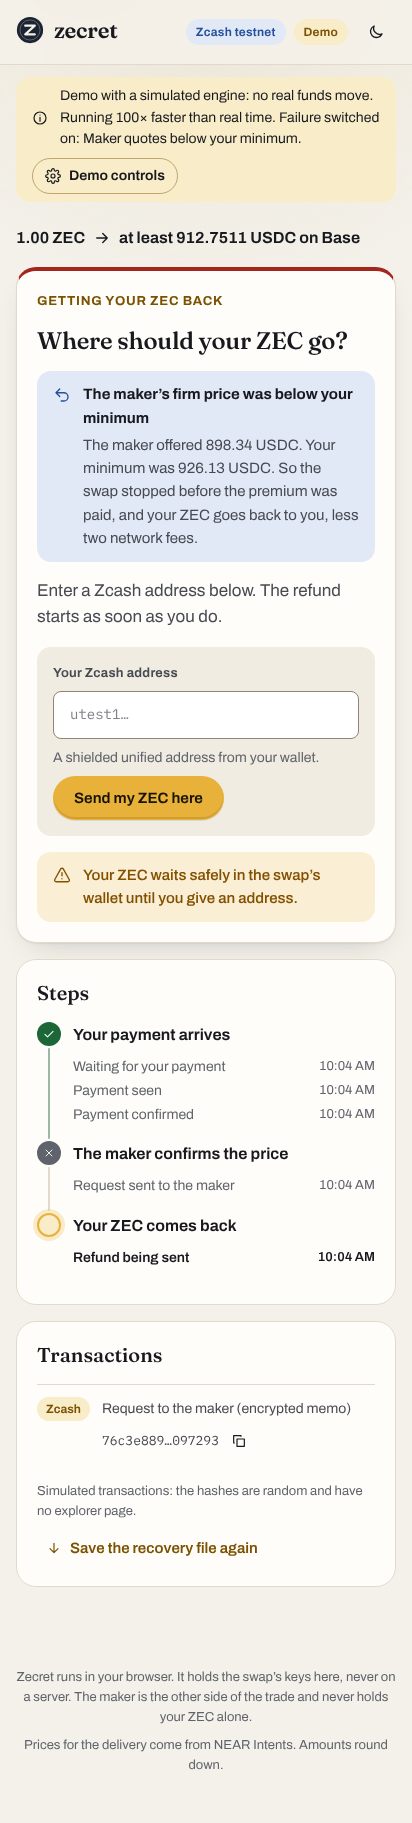 zecret
Zcash testnet
Demo
Demo with a simulated engine: no real funds move.
Running 100× faster than real time. Failure switched
on: Maker quotes below your minimum.
Demo controls
1.00 ZEC → at least 912.7511 USDC on Base
GETTING YOUR ZEC BACK
Where should your ZEC go?
The maker’s firm price was below your
minimum
The maker offered 898.34 USDC. Your
minimum was 926.13 USDC. So the
swap stopped before the premium was
paid, and your ZEC goes back to you, less
two network fees.
Enter a Zcash address below. The refund
starts as soon as you do.
Your Zcash address
utest1…
A shielded unified address from your wallet.
Send my ZEC here
Your ZEC waits safely in the swap’s
wallet until you give an address.
Steps
Your payment arrives
Waiting for your payment 10:04 AM
Payment seen 10:04 AM
Payment confirmed 10:04 AM
The maker confirms the price
Request sent to the maker 10:04 AM
Your ZEC comes back
Refund being sent 10:04 AM
Transactions
Zcash Request to the maker (encrypted memo)
76c3e889…097293
Simulated transactions: the hashes are random and have
no explorer page.
↓ Save the recovery file again
Zecret runs in your browser. It holds the swap’s keys here, never on
a server. The maker is the other side of the trade and never holds
your ZEC alone.
Prices for the delivery come from NEAR Intents. Amounts round
down.